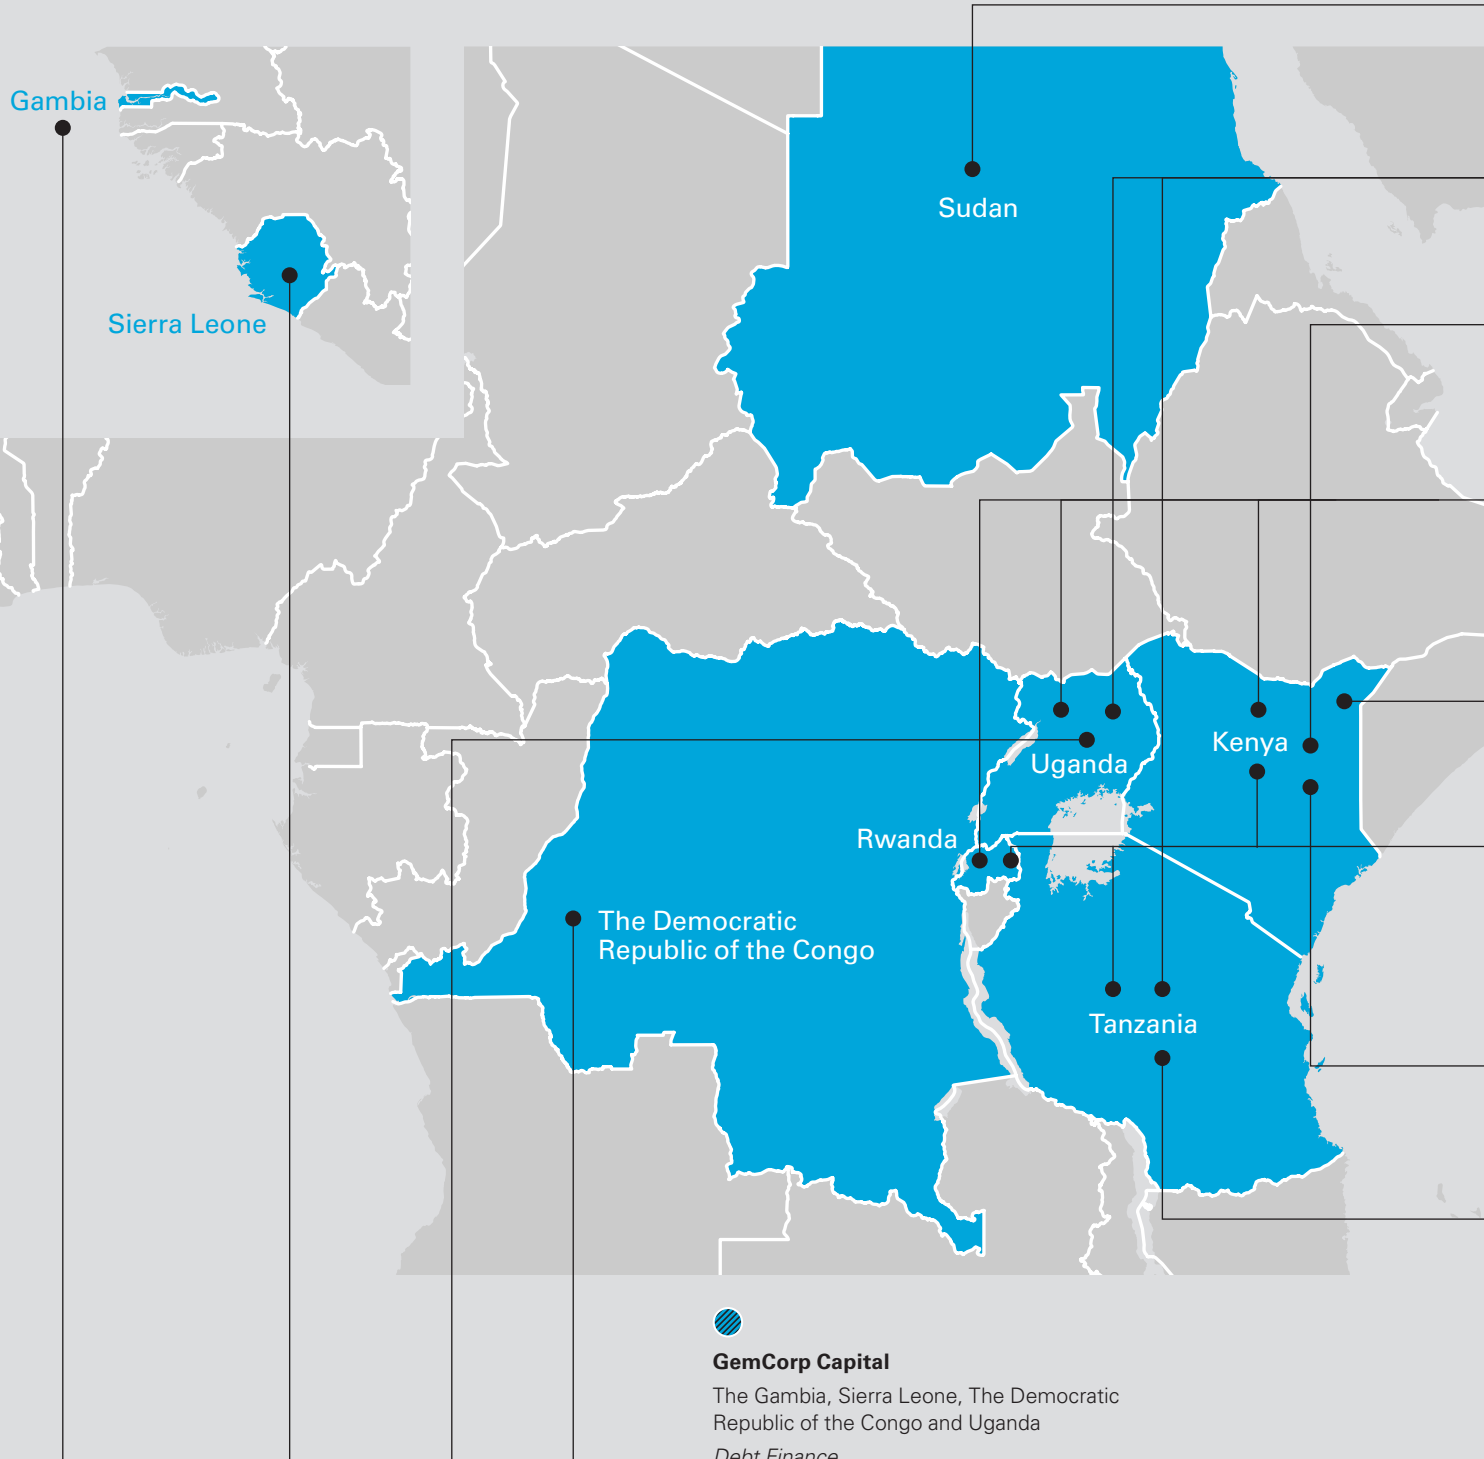 Gambia
Sudan
Sierra Leone
Kenya
Uganda
Rwanda
The Democratic
Republic of the Congo
Tanzania
GemCorp Capital
The Gambia, Sierra Leone, The Democratic
Republic of the Congo and Uganda
Debt Finance